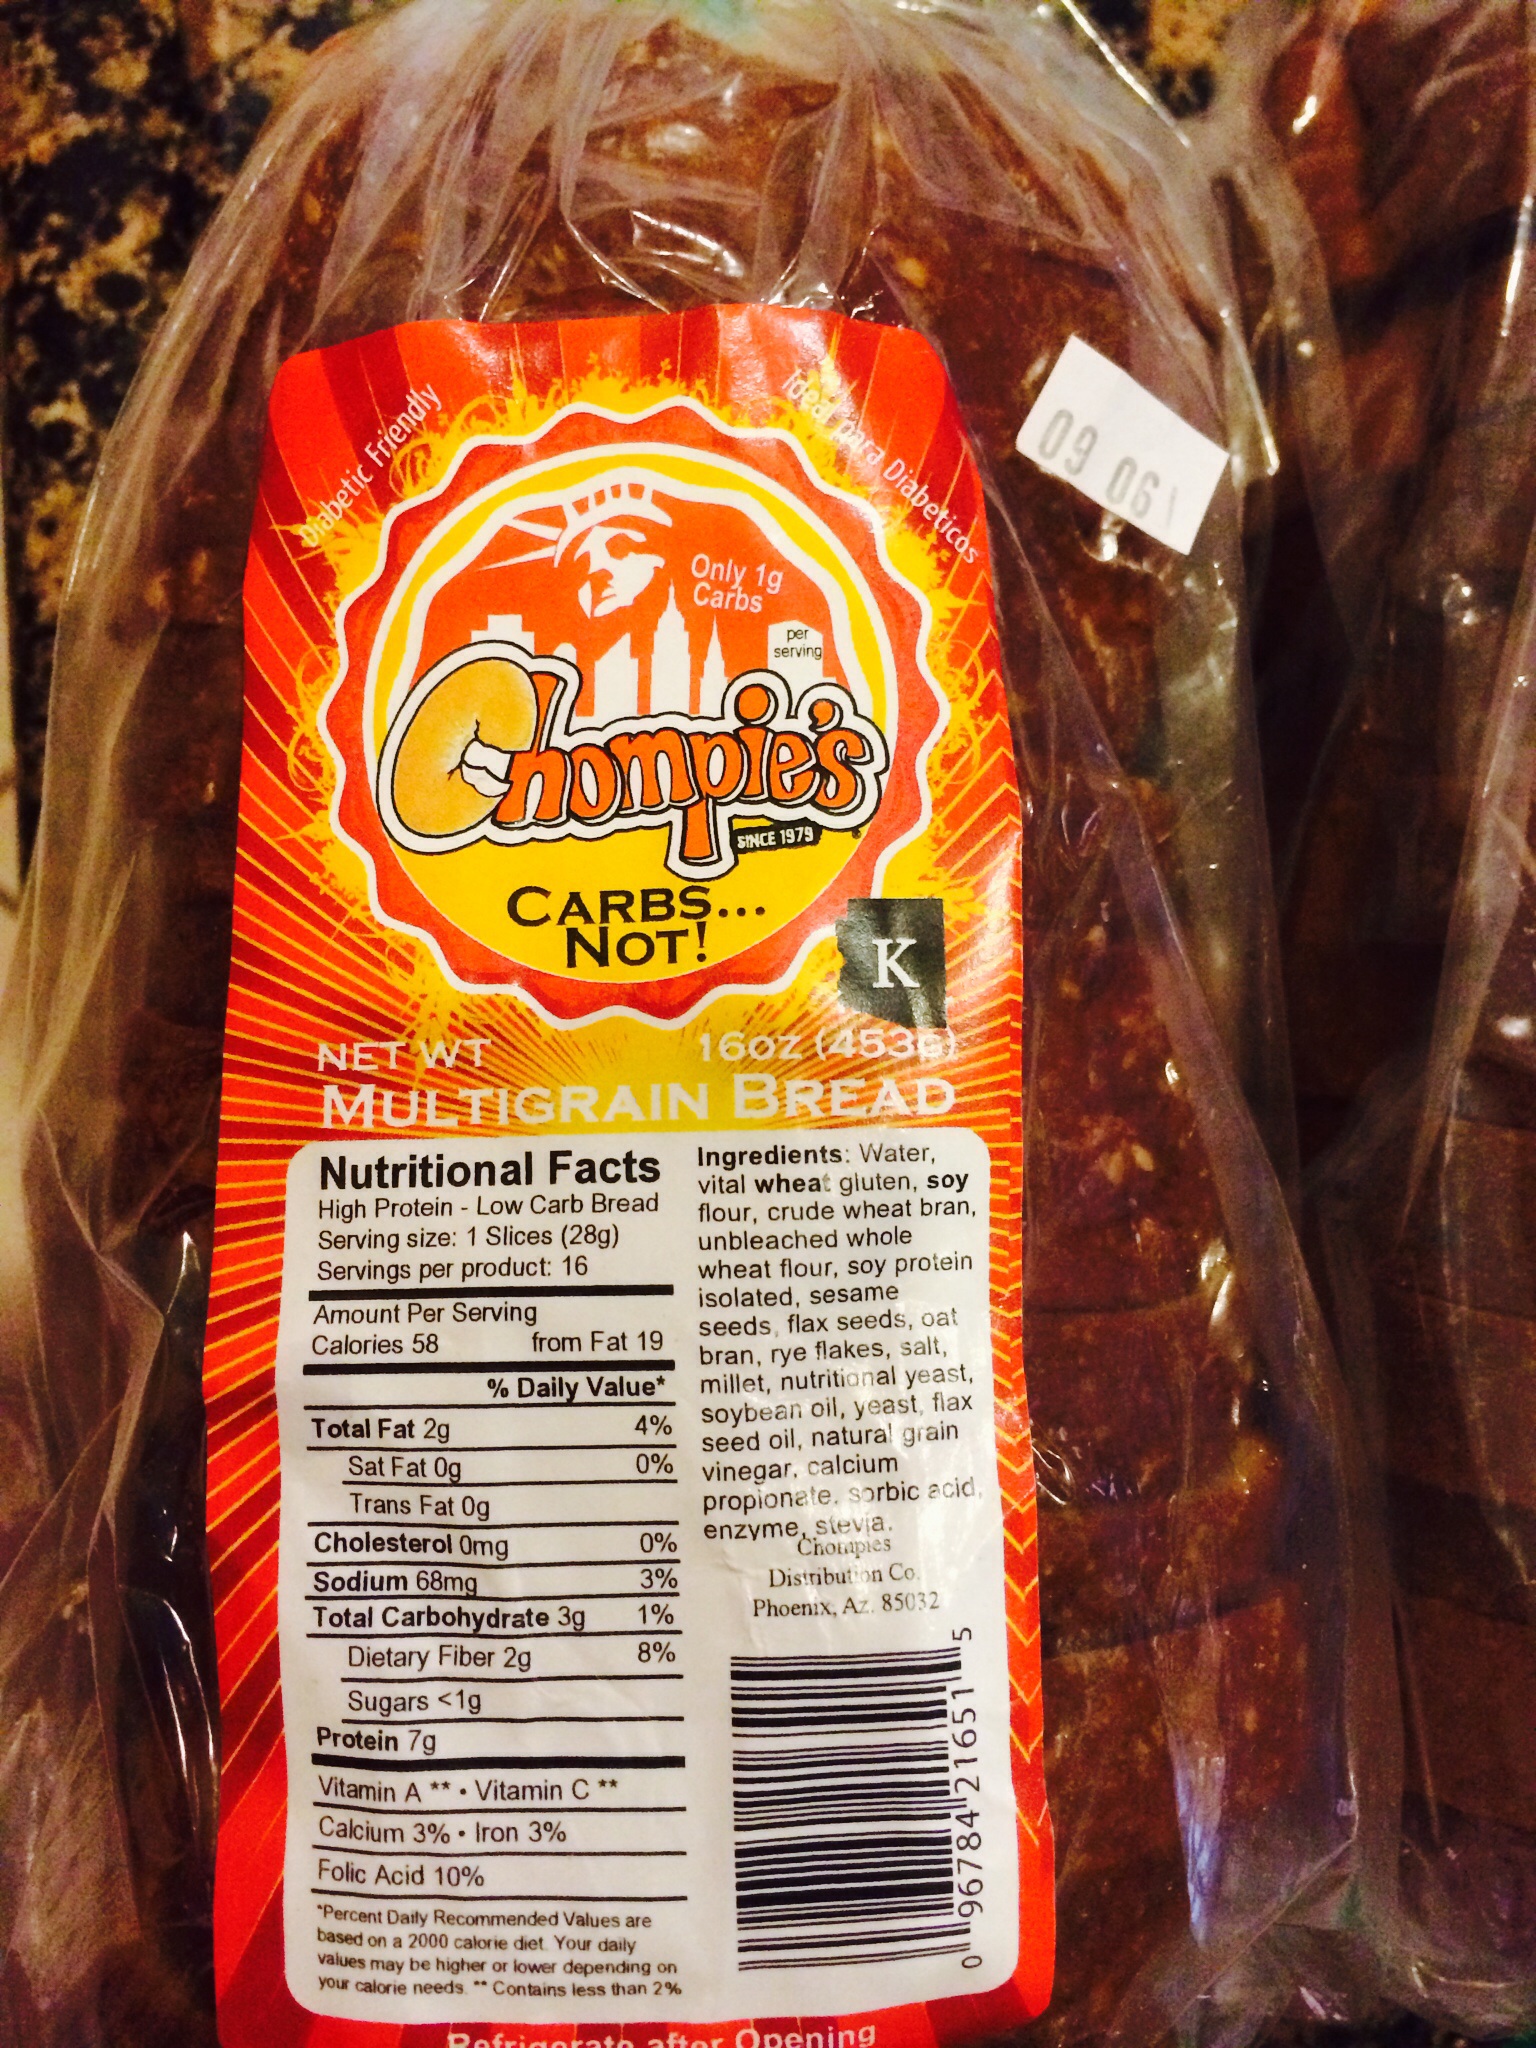 Diabetic Friendly
Ideal para Diabeticos
09 06
Only 1g
Carbs
per
serving
Chompie's
SINCE 1979
CARBS...
NOT!
K
NET WT 16OZ (453g)
MULTIGRAIN BREAD
Nutritional Facts
High Protein - Low Carb Bread
Serving size: 1 Slices (28g)
Servings per product: 16
Amount Per Serving
Calories 58 from Fat 19
% Daily Value*
Total Fat 2g 4%
Sat Fat 0g 0%
Trans Fat 0g
Cholesterol 0mg 0%
Sodium 68mg 3%
Total Carbohydrate 3g 1%
Dietary Fiber 2g 8%
Sugars <1g
Protein 7g
Vitamin A ** • Vitamin C **
Calcium 3% • Iron 3%
Folic Acid 10%
*Percent Daily Recommended Values are
based on a 2000 calorie diet. Your daily
values may be higher or lower depending on
your calorie needs. ** Contains less than 2%
Ingredients: Water,
vital wheat gluten, soy
flour, crude wheat bran,
unbleached whole
wheat flour, soy protein
isolated, sesame
seeds, flax seeds, oat
bran, rye flakes, salt,
millet, nutritional yeast,
soybean oil, yeast, flax
seed oil, natural grain
vinegar, calcium
propionate, sorbic acid,
enzyme, stevia.
Chompies
Distribution Co.
Phoenix, Az. 85032
0 96784 21651 5
Refrigerate after Opening